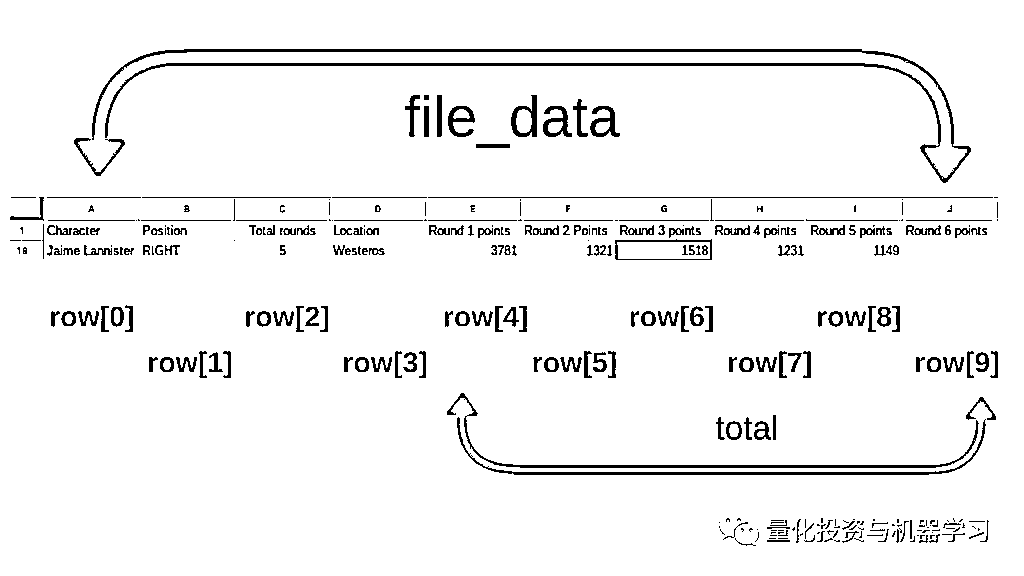 file_data
A B C D E F G H I J
1 Character Position Total rounds Location Round 1 points Round 2 Points Round 3 points Round 4 points Round 5 points Round 6 points
Jaime Lannister RIGHT 5 Westeros 3781 1321 1518 1231 1149
row[0] row[2] row[4] row[6] row[8]
row[1] row[3] row[5] row[7] row[9]
total
量化投资与机器学习